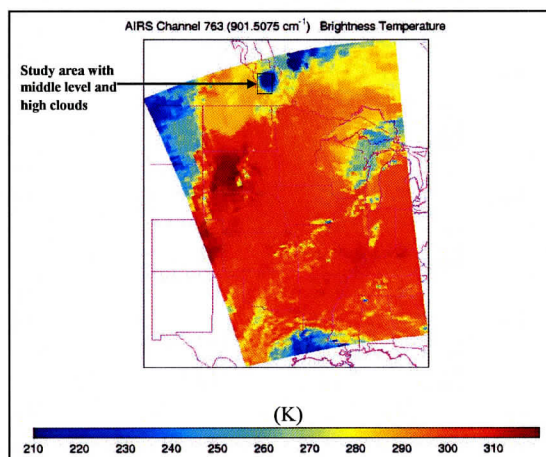 AIRS Channel 763 (901.5075 cm⁻¹) Brightness Temperature
Study area with
middle level and
high clouds
(K)
210 220 230 240 250 260 270 280 290 300 310